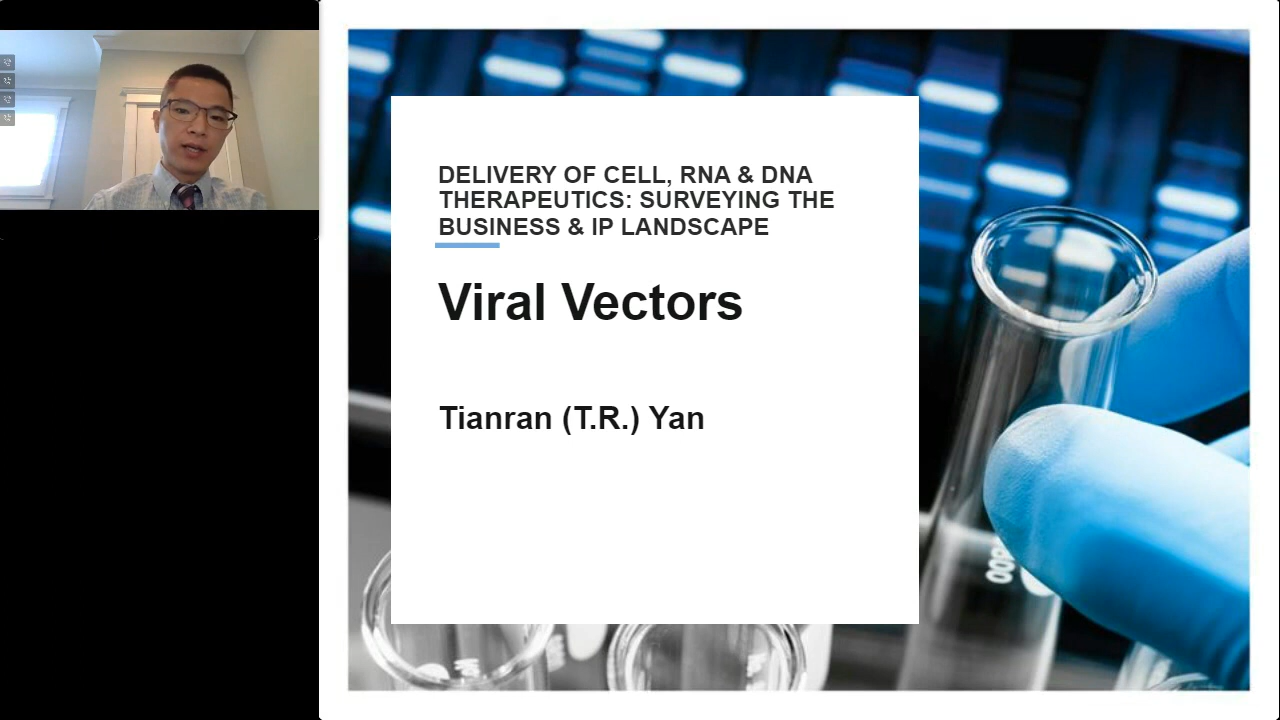 DELIVERY OF CELL, RNA & DNA
THERAPEUTICS: SURVEYING THE
BUSINESS & IP LANDSCAPE
Viral Vectors
Tianran (T.R.) Yan